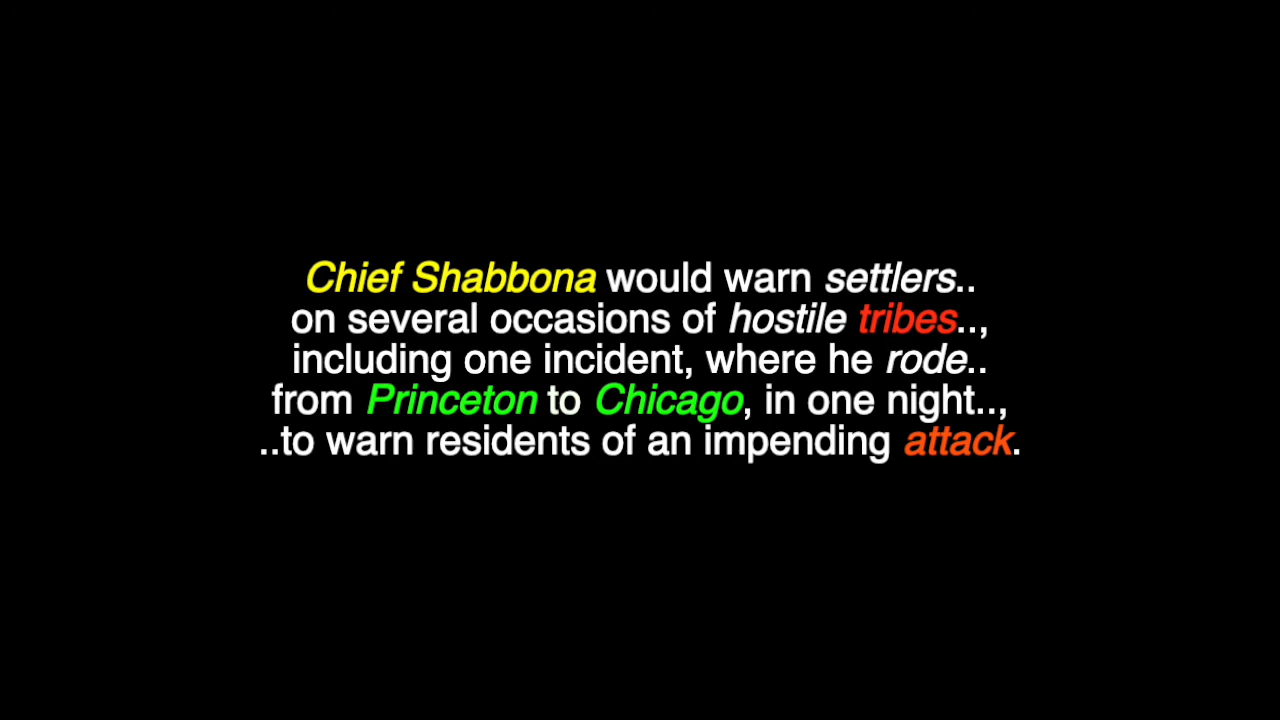 Chief Shabbona would warn settlers..
on several occasions of hostile tribes..,
including one incident, where he rode..
from Princeton to Chicago, in one night..,
..to warn residents of an impending attack.